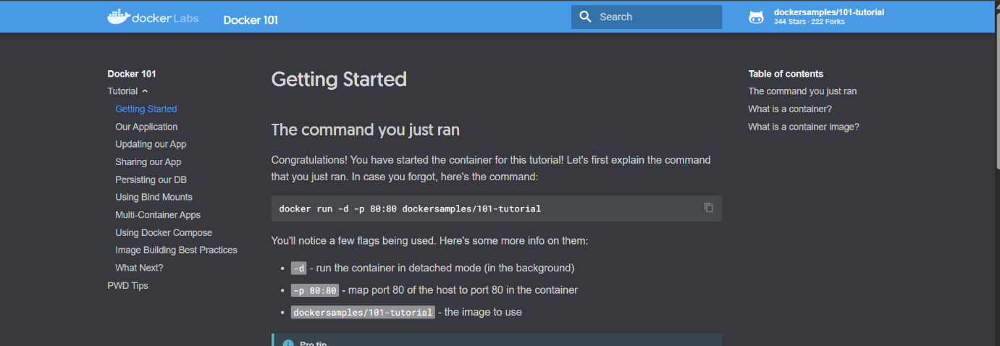 dockerLabs
Docker 101
Search
dockersamples/101-tutorial
344 Stars · 222 Forks
Docker 101
Tutorial
Getting Started
Our Application
Updating our App
Sharing our App
Persisting our DB
Using Bind Mounts
Multi-Container Apps
Using Docker Compose
Image Building Best Practices
What Next?
PWD Tips
Getting Started
The command you just ran
Congratulations! You have started the container for this tutorial! Let's first explain the command
that you just ran. In case you forgot, here's the command:
docker run -d -p 80:80 dockersamples/101-tutorial
You'll notice a few flags being used. Here's some more info on them:
• -d - run the container in detached mode (in the background)
• -p 80:80 - map port 80 of the host to port 80 in the container
• dockersamples/101-tutorial - the image to use
Pro tip
Table of contents
The command you just ran
What is a container?
What is a container image?